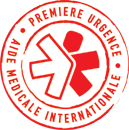 PREMIERE URGENCE
AIDE MEDICALE INTERNATIONALE